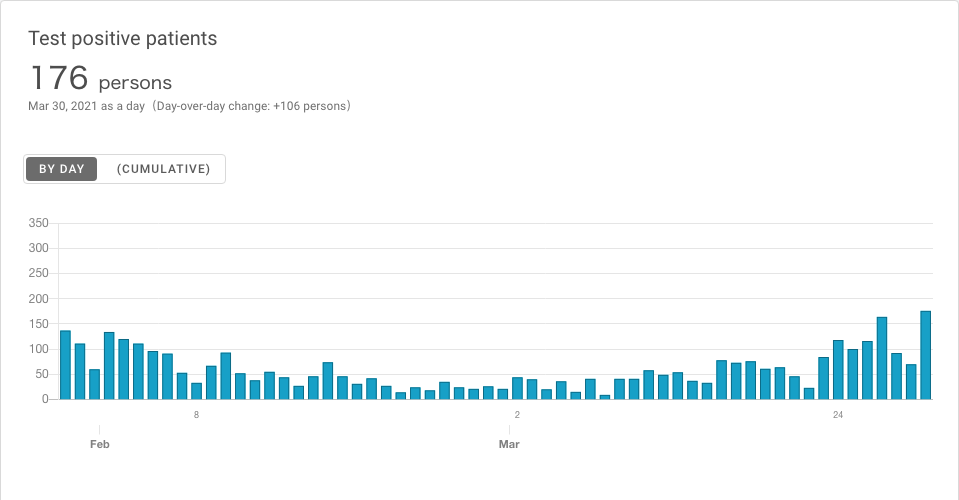 Test positive patients
176 persons
Mar 30, 2021 as a day（Day-over-day change: +106 persons）
BY DAY (CUMULATIVE)
350
300
250
200
150
100
50
0
8 2 24
Feb Mar